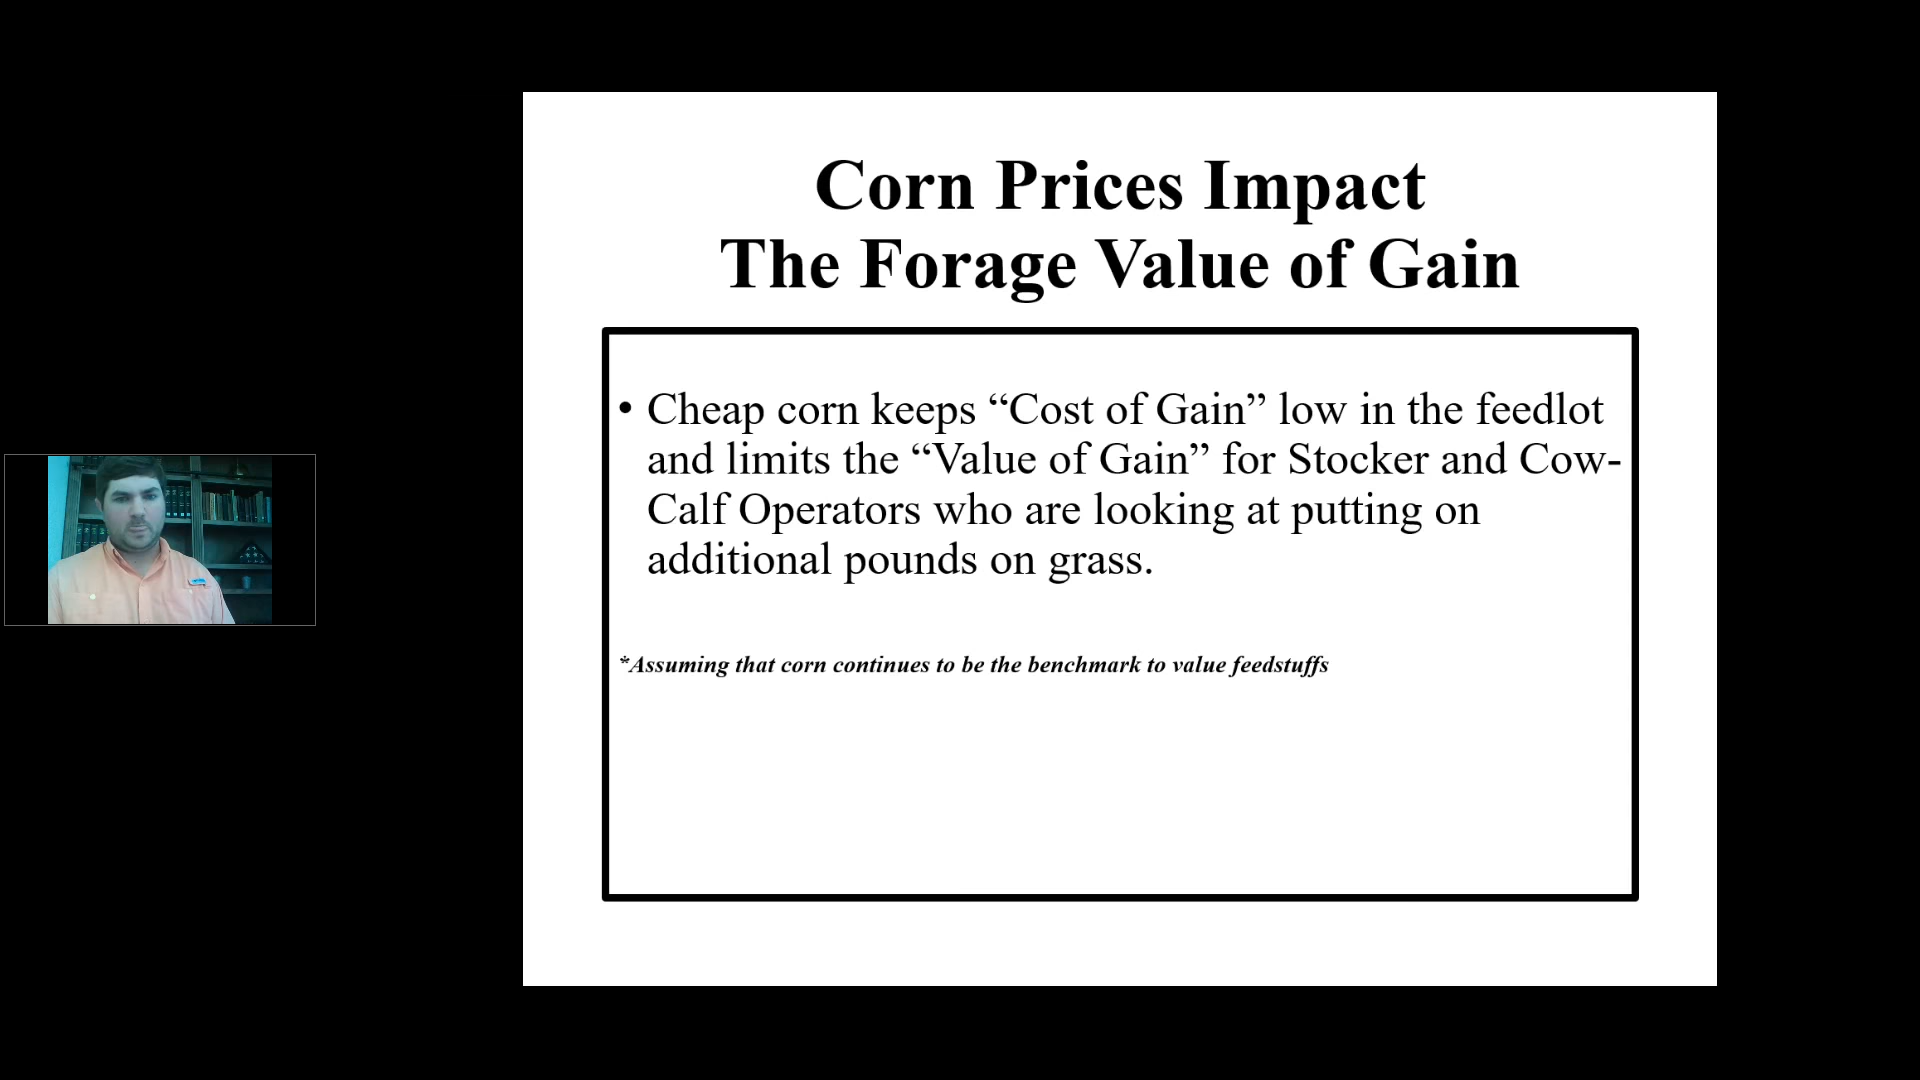 Corn Prices Impact
The Forage Value of Gain
• Cheap corn keeps “Cost of Gain” low in the feedlot
and limits the “Value of Gain” for Stocker and Cow-
Calf Operators who are looking at putting on
additional pounds on grass.
*Assuming that corn continues to be the benchmark to value feedstuffs